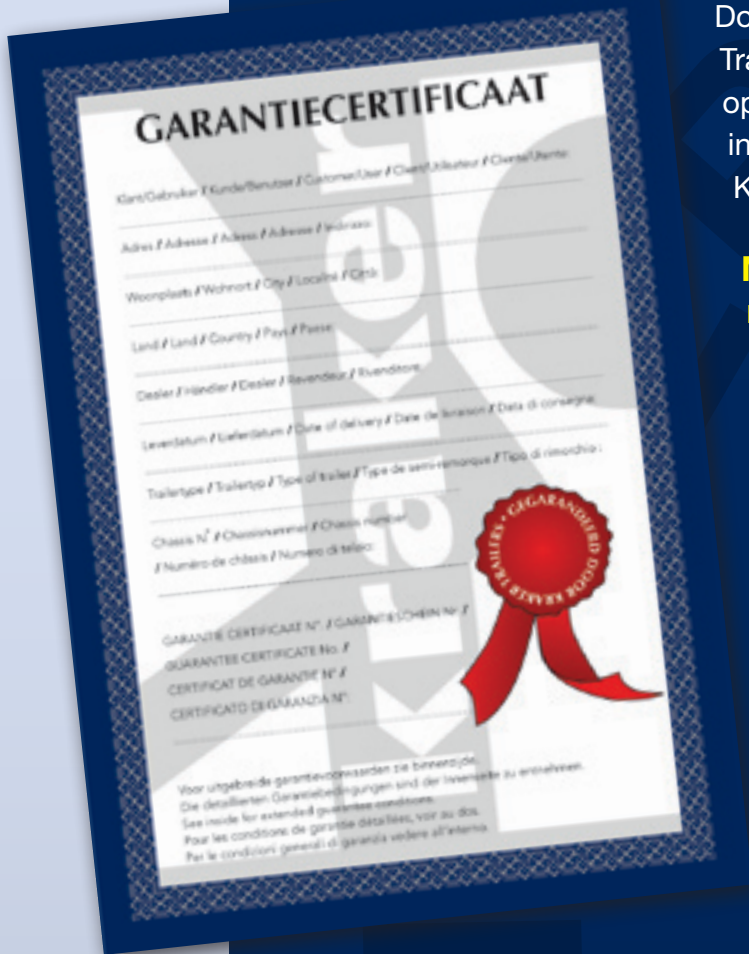 GARANTIECERTIFICAAT
Klant/Gebruiker / Kunde/Benutzer / Customer/User / Client/Utilisateur / Cliente/Utente:
Adres / Adresse / Adress / Adresse / Indirizzo:
Woonplaats / Wohnort / City / Localité / Città:
Land / Land / Country / Pays / Paese:
Dealer / Händler / Dealer / Revendeur / Rivenditore:
Leverdatum / Lieferdatum / Date of delivery / Date de livraison / Data di consegna:
Trailertype / Trailertyp / Type of trailer / Type de semi-remorque / Tipo di rimorchio :
Chassis N° / Chassisnummer / Chassis number
/ Numéro de châssis / Numero di telaio:
GARANTIE CERTIFICAAT N°. / GARANTIESCHEIN Nr. /
GUARANTEE CERTIFICATE No. /
CERTIFICAT DE GARANTIE N° /
CERTIFICATO DI GARANZIA N°:
Voor uitgebreide garantievoorwaarden zie binnenzijde.
Die detaillierten Garantiebedingungen sind der Innenseite zu entnehmen.
See inside for extended guarantee conditions.
Pour les conditions de garantie détaillées, voir au dos.
Per le condizioni generali di garanzia vedere all'interno.
kraker
GEGARANDEERD DOOR KRAKER TRAILERS •
Do
Tra
op
in
K